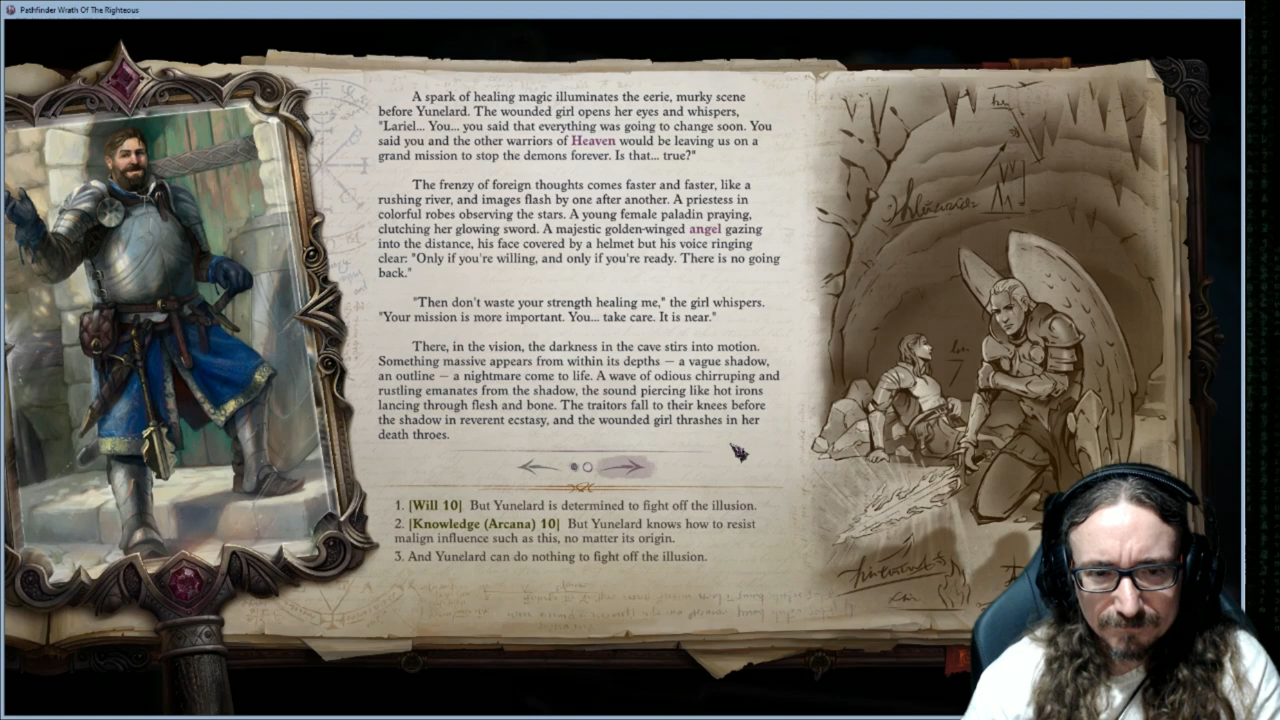 Pathfinder Wrath Of The Righteous
A spark of healing magic illuminates the eerie, murky scene
before Yunelard. The wounded girl opens her eyes and whispers,
"Lariel... You... you said that everything was going to change soon. You
said you and the other warriors of Heaven would be leaving us on a
grand mission to stop the demons forever. Is that... true?"
The frenzy of foreign thoughts comes faster and faster, like a
rushing river, and images flash by one after another. A priestess in
colorful robes observing the stars. A young female paladin praying,
clutching her glowing sword. A majestic golden-winged angel gazing
into the distance, his face covered by a helmet but his voice ringing
clear: "Only if you're willing, and only if you're ready. There is no going
back."
"Then don't waste your strength healing me," the girl whispers.
"Your mission is more important. You... take care. It is near."
There, in the vision, the darkness in the cave stirs into motion.
Something massive appears from within its depths — a vague shadow,
an outline — a nightmare come to life. A wave of odious chirruping and
rustling emanates from the shadow, the sound piercing like hot irons
lancing through flesh and bone. The traitors fall to their knees before
the shadow in reverent ecstasy, and the wounded girl thrashes in her
death throes.
1. [Will 10] But Yunelard is determined to fight off the illusion.
2. [Knowledge (Arcana) 10] But Yunelard knows how to resist
malign influence such as this, no matter its origin.
3. And Yunelard can do nothing to fight off the illusion.